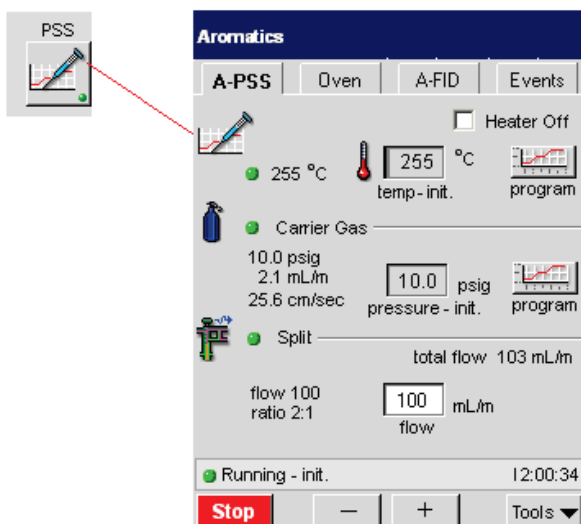 PSS
Aromatics
A-PSS Oven A-FID Events
Heater Off
255 °C 255 °C
temp-init. program
Carrier Gas
10.0 psig
2.1 mL/m
25.6 cm/sec
10.0 psig
pressure - init. program
Split
total flow 103 mL/m
flow 100
ratio 2:1
100 mL/m
flow
Running - init. 12:00:34
Stop − + Tools